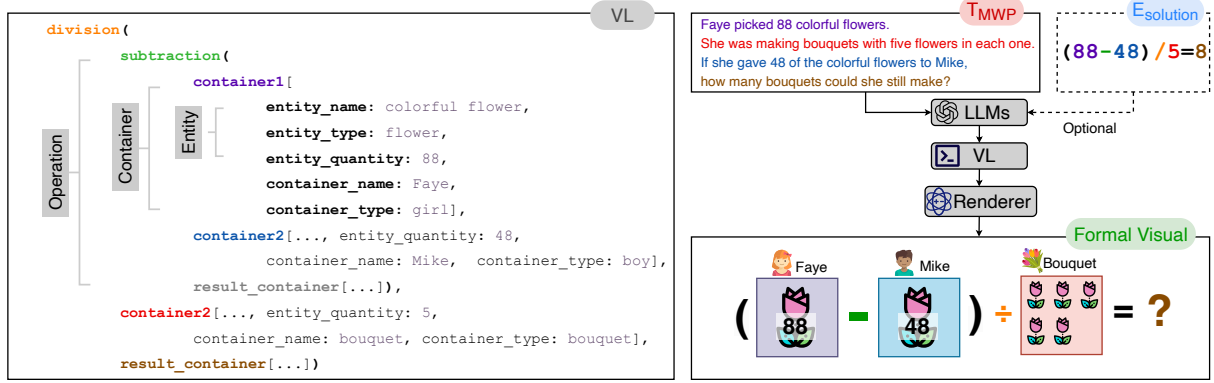 VL
division(
subtraction(
container1[
entity_name: colorful flower,
entity_type: flower,
entity_quantity: 88,
container_name: Faye,
container_type: girl],
container2[..., entity_quantity: 48,
container_name: Mike, container_type: boy],
result_container[...]),
container2[..., entity_quantity: 5,
container_name: bouquet, container_type: bouquet],
result_container[...])
Operation
Container
Entity
TMWP
Faye picked 88 colorful flowers.
She was making bouquets with five flowers in each one.
If she gave 48 of the colorful flowers to Mike,
how many bouquets could she still make?
Esolution
(88-48)/5=8
LLMs
Optional
VL
Renderer
Formal Visual
Faye
Mike
Bouquet
( 88 - 48 ) ÷ = ?